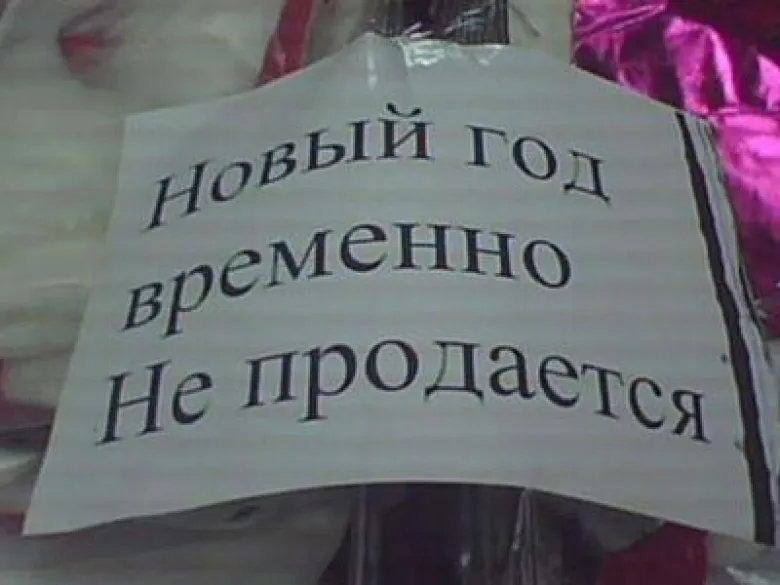 Новый год
временно
Не продается